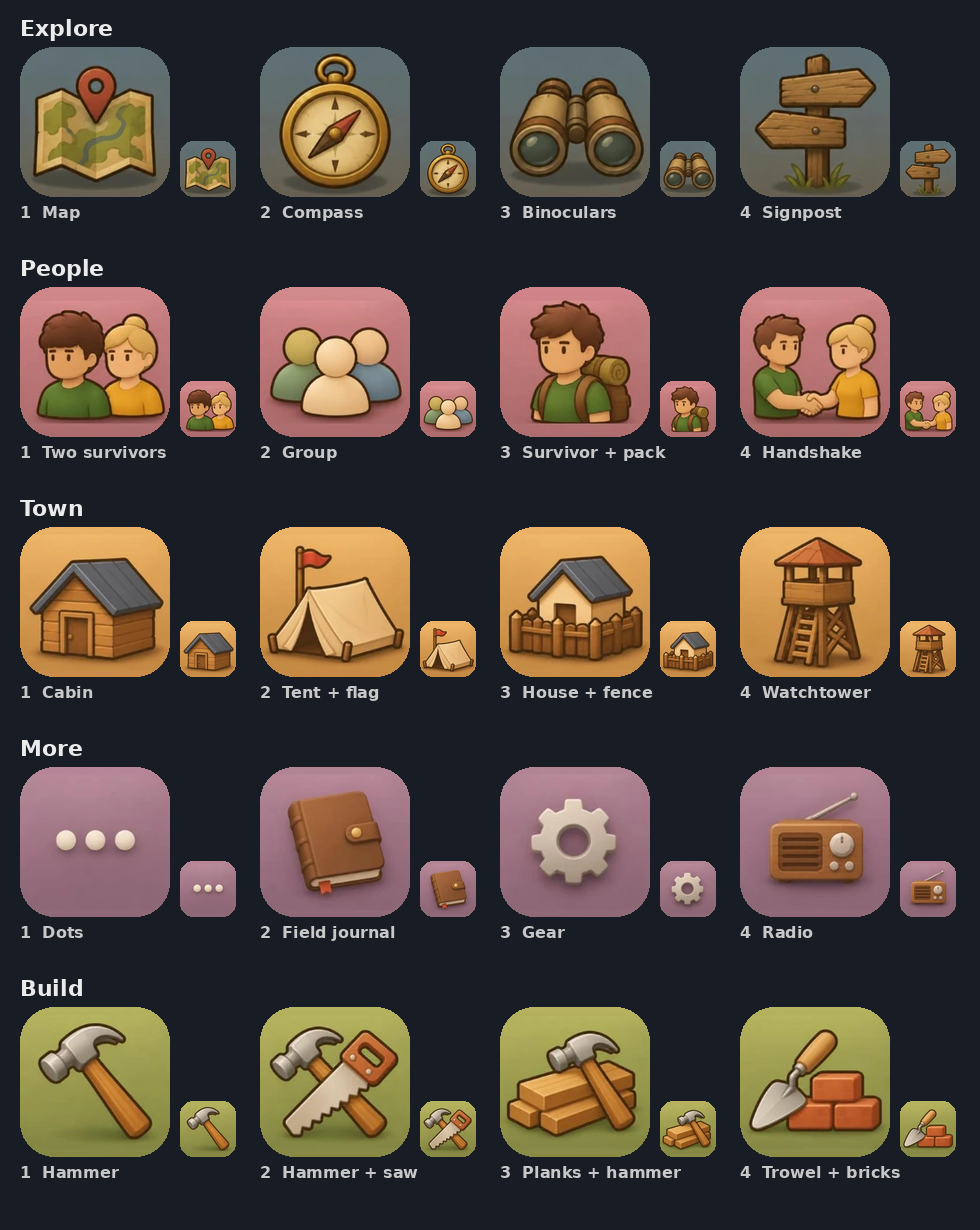 Explore
1 Map
2 Compass
3 Binoculars
4 Signpost
People
1 Two survivors
2 Group
3 Survivor + pack
4 Handshake
Town
1 Cabin
2 Tent + flag
3 House + fence
4 Watchtower
More
1 Dots
2 Field journal
3 Gear
4 Radio
Build
1 Hammer
2 Hammer + saw
3 Planks + hammer
4 Trowel + bricks